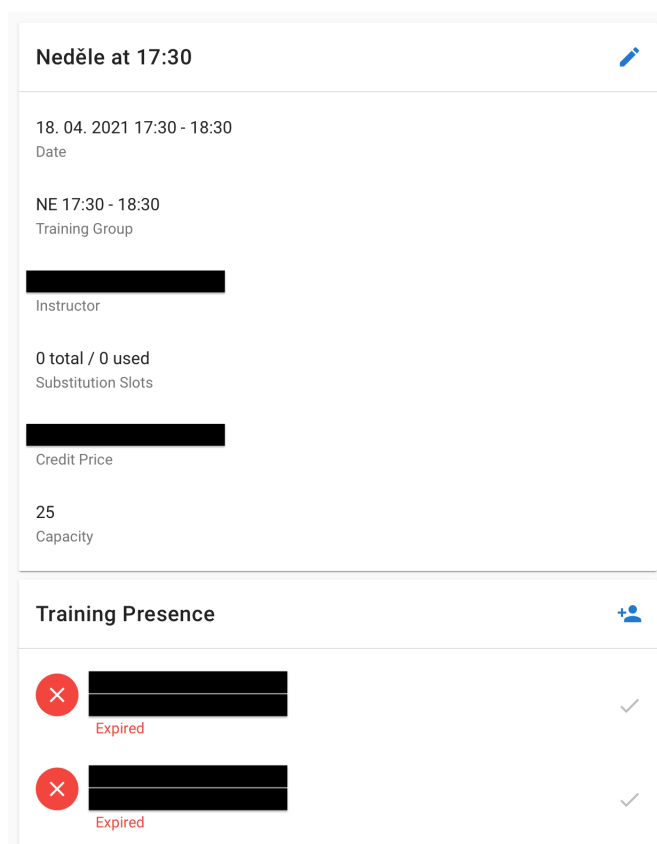 Neděle at 17:30
18. 04. 2021 17:30 - 18:30
Date
NE 17:30 - 18:30
Training Group
Instructor
0 total / 0 used
Substitution Slots
Credit Price
25
Capacity
Training Presence
Expired
Expired